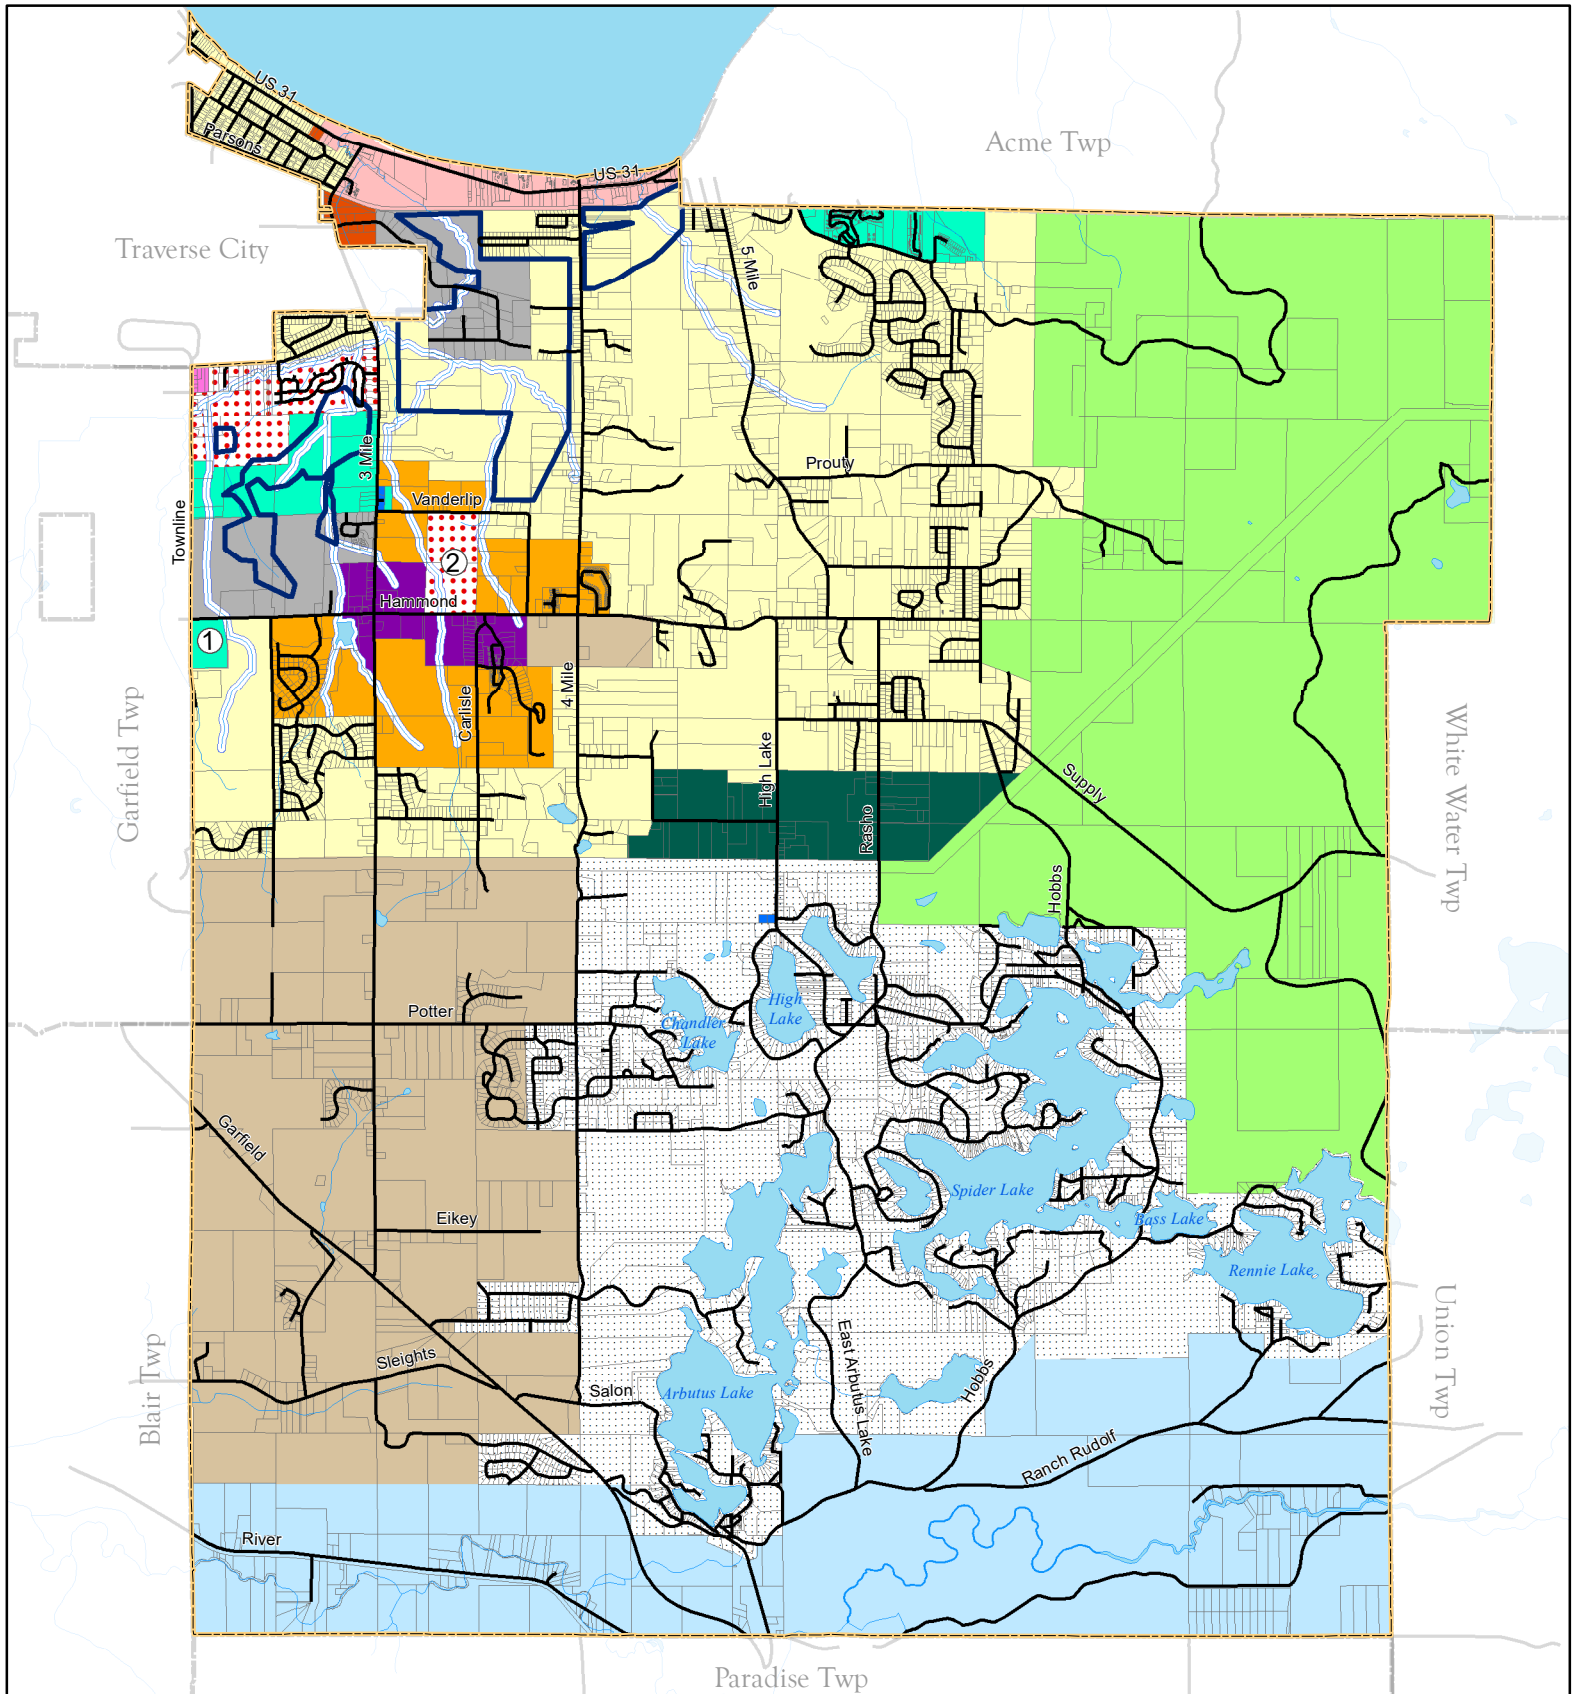 US 31
Parsons
Acme Twp
US 31
Traverse City
5 Mile
3 Mile
Prouty
Vanderlip
Townline
2
Hammond
1
4 Mile
Carlisle
Garfield Twp
White Water Twp
High Lake
Supply
Rasho
Hobbs
High
Lake
Potter
Chandler
Lake
Garfield
Spider Lake
Bass Lake
Eikey
Rennie Lake
Union Twp
Blair Twp
Sleights
East Arbutus Lake
Hobbs
Salon
Arbutus Lake
Ranch Rudolf
River
Paradise Twp